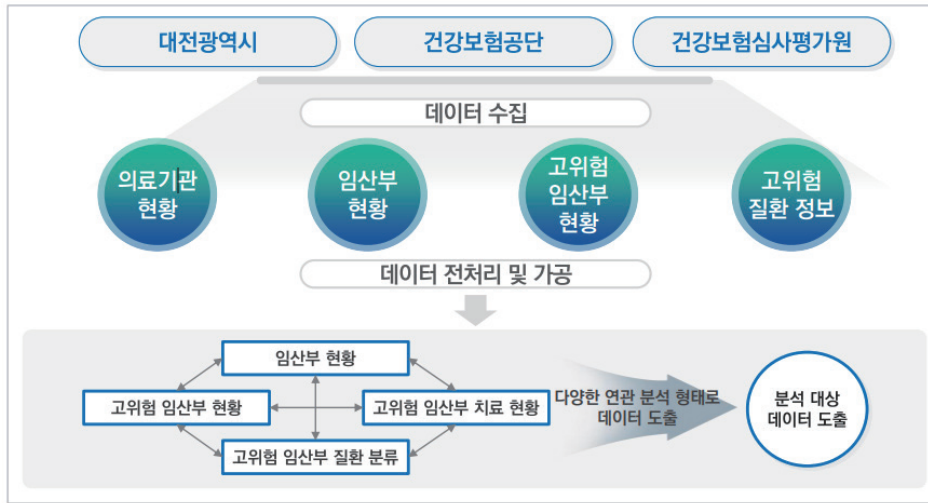 대전광역시
건강보험공단
건강보험심사평가원
데이터 수집
의료기관
현황
임산부
현황
고위험
임산부
현황
고위험
질환 정보
데이터 전처리 및 가공
임산부 현황
고위험 임산부 현황
고위험 임산부 치료 현황
고위험 임산부 질환 분류
다양한 연관 분석 형태로
데이터 도출
분석 대상
데이터 도출